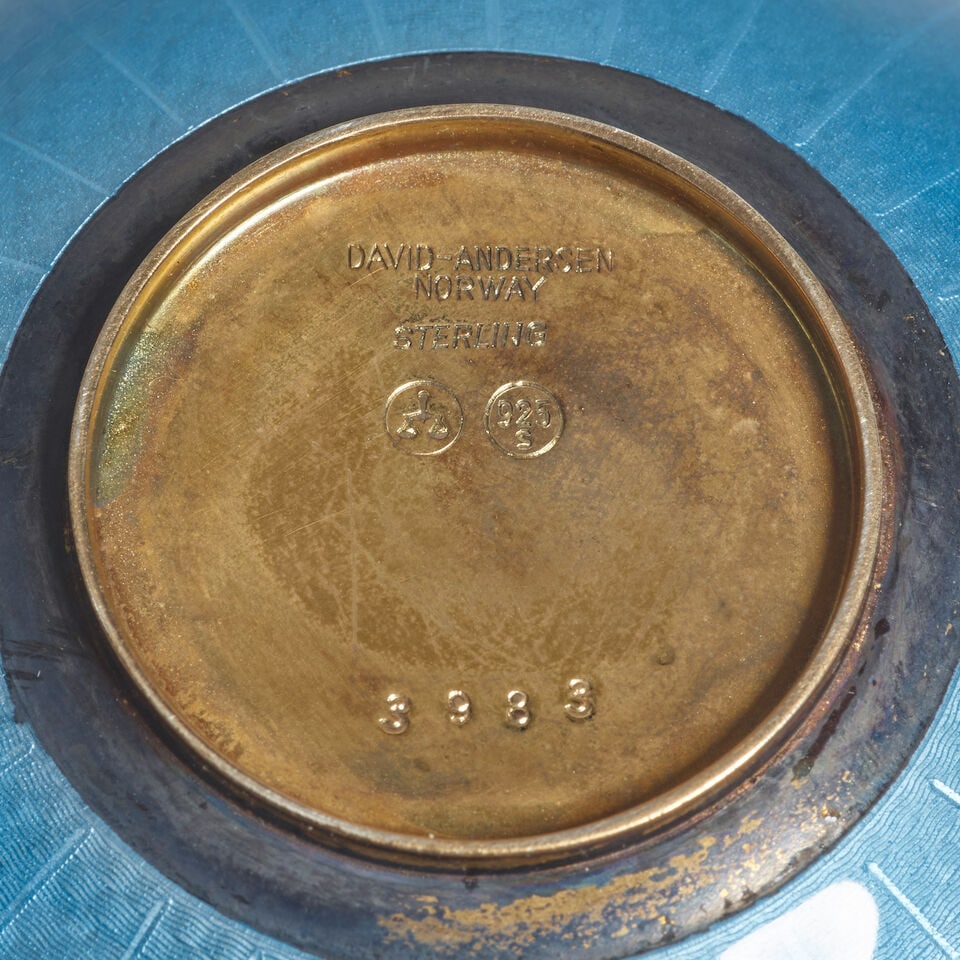 DAVID-ANDERSEN
NORWAY
STERLING
925
S
3983